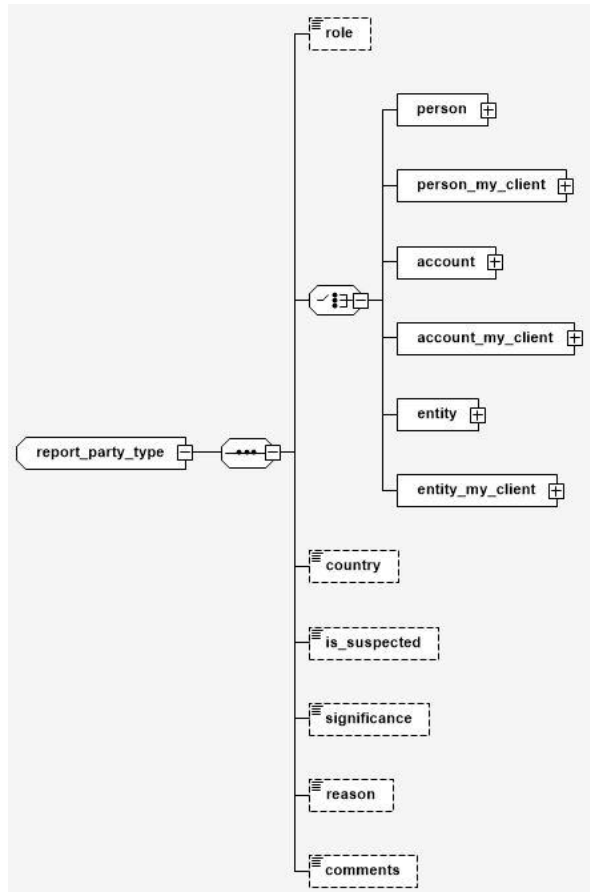 role
person
person_my_client
account
account_my_client
entity
report_party_type
entity_my_client
country
is_suspected
significance
reason
comments